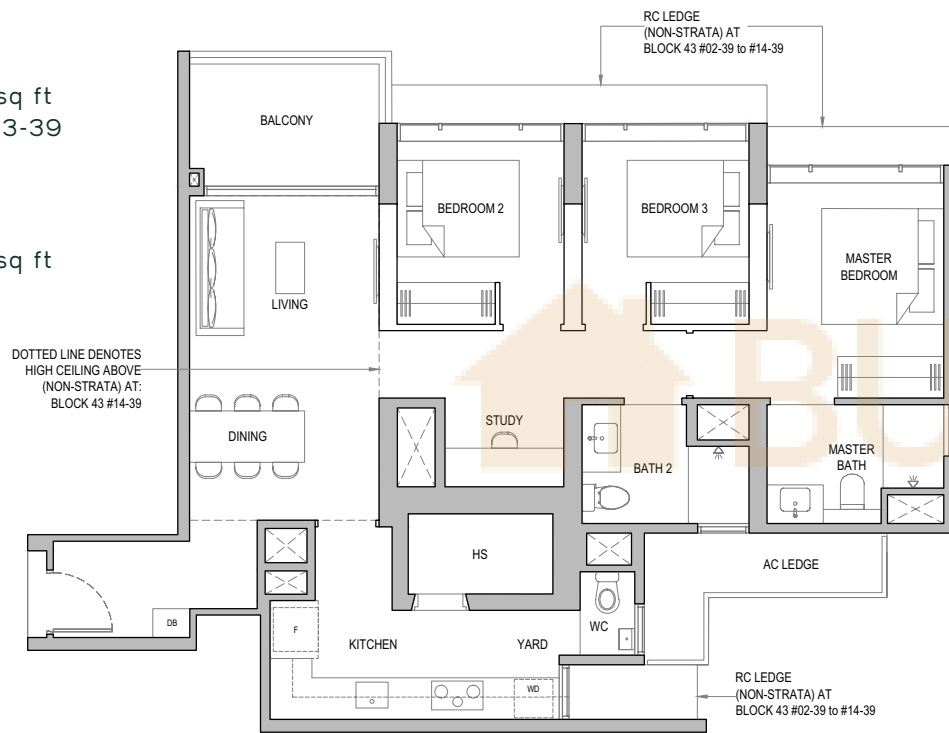 sq ft
3-39
sq ft
RC LEDGE
(NON-STRATA) AT
BLOCK 43 #02-39 to #14-39
BALCONY
BEDROOM 2
BEDROOM 3
MASTER
BEDROOM
LIVING
DOTTED LINE DENOTES
HIGH CEILING ABOVE
(NON-STRATA) AT:
BLOCK 43 #14-39
DINING
STUDY
BATH 2
MASTER
BATH
HS
AC LEDGE
DB
F
KITCHEN
YARD
WC
WD
RC LEDGE
(NON-STRATA) AT
BLOCK 43 #02-39 to #14-39
BU